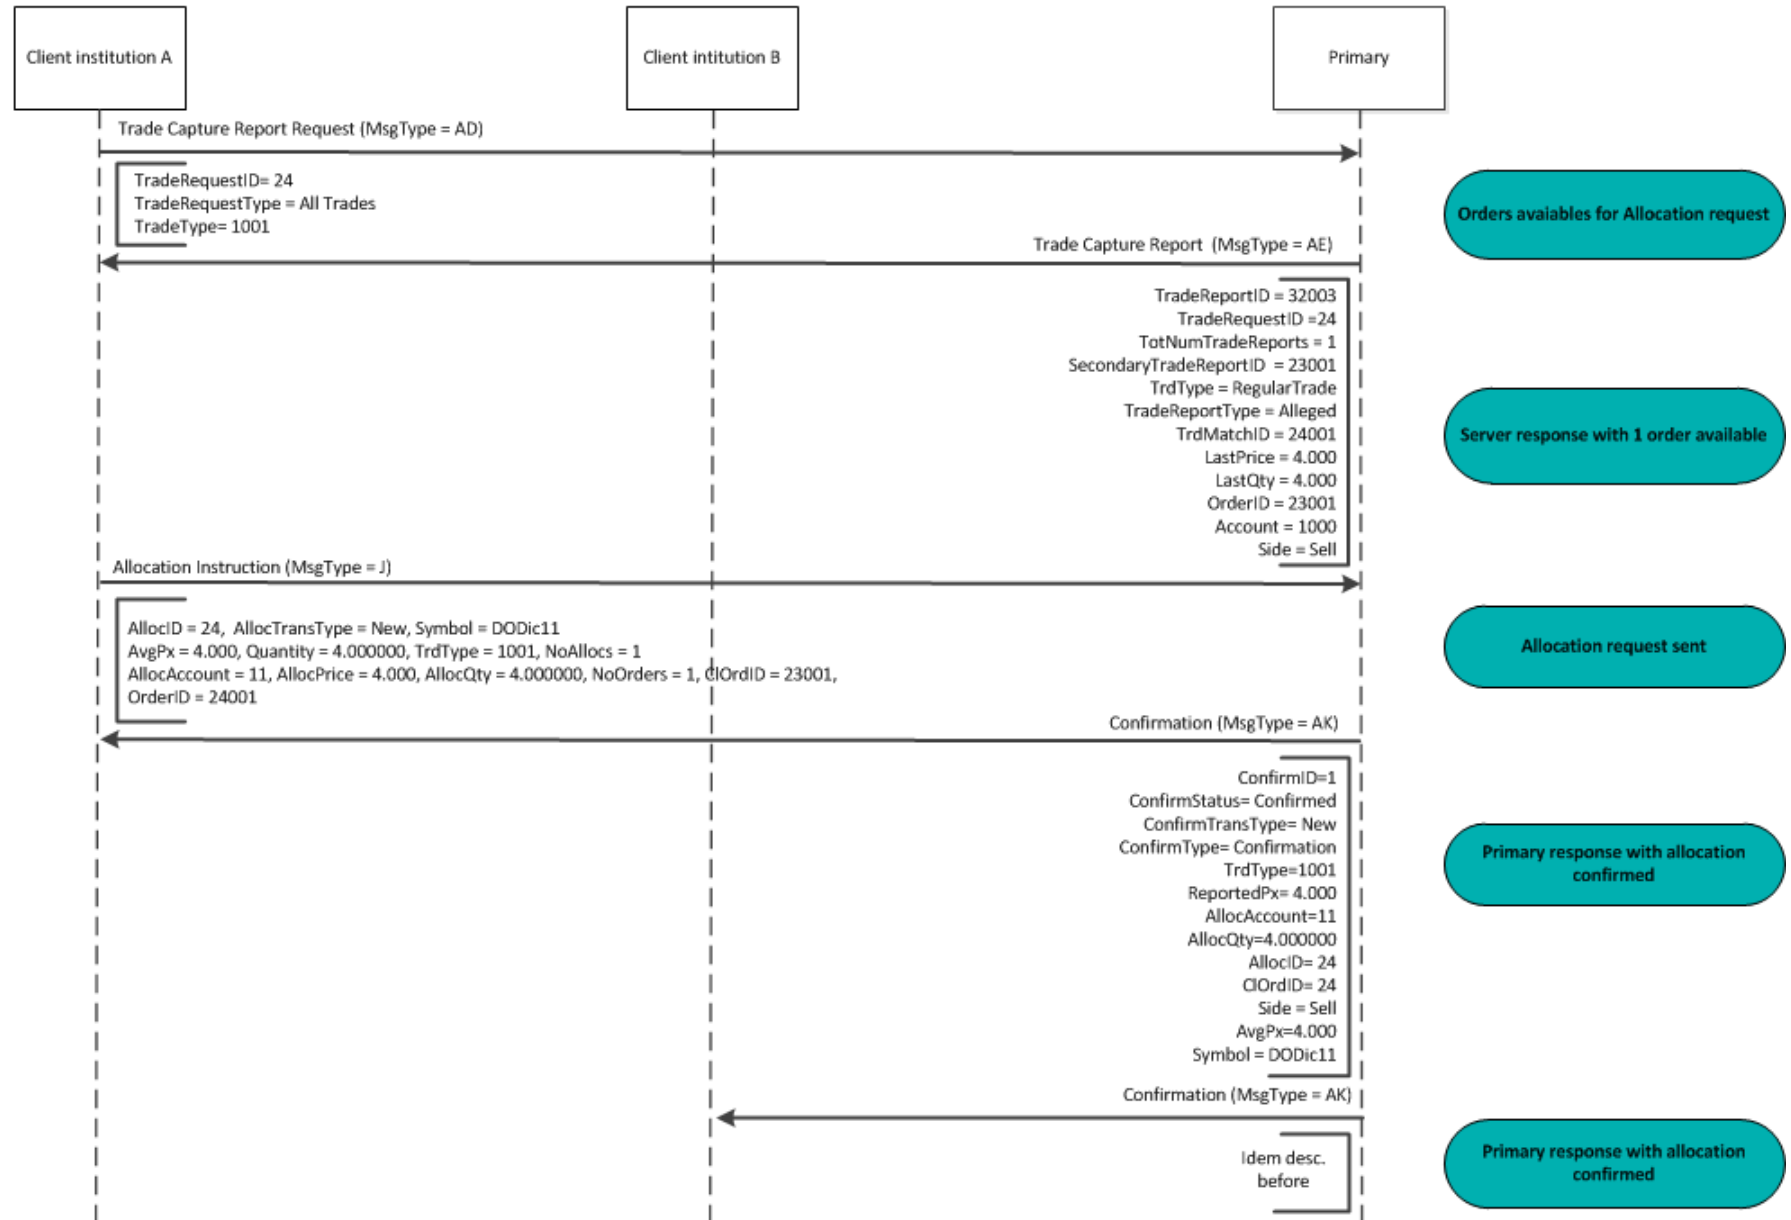 Client institution A
Client intitution B
Primary
Trade Capture Report Request (MsgType = AD)
TradeRequestID= 24
TradeRequestType = All Trades
TradeType= 1001
Orders avaiables for Allocation request
Trade Capture Report  (MsgType = AE)
TradeReportID = 32003
TradeRequestID =24
TotNumTradeReports = 1
SecondaryTradeReportID  = 23001
TrdType = RegularTrade
TradeReportType = Alleged
TrdMatchID = 24001
LastPrice = 4.000
LastQty = 4.000
OrderID = 23001
Account = 1000
Side = Sell
Server response with 1 order available
Allocation Instruction (MsgType = J)
AllocID = 24,  AllocTransType = New, Symbol = DODic11
AvgPx = 4.000, Quantity = 4.000000, TrdType = 1001, NoAllocs = 1
AllocAccount = 11, AllocPrice = 4.000, AllocQty = 4.000000, NoOrders = 1, ClOrdID = 23001,
OrderID = 24001
Allocation request sent
Confirmation (MsgType = AK)
ConfirmID=1
ConfirmStatus= Confirmed
ConfirmTransType= New
ConfirmType= Confirmation
TrdType=1001
ReportedPx= 4.000
AllocAccount=11
AllocQty=4.000000
AllocID= 24
ClOrdID= 24
Side = Sell
AvgPx=4.000
Symbol = DODic11
Primary response with allocation
confirmed
Confirmation (MsgType = AK)
Idem desc.
before
Primary response with allocation
confirmed